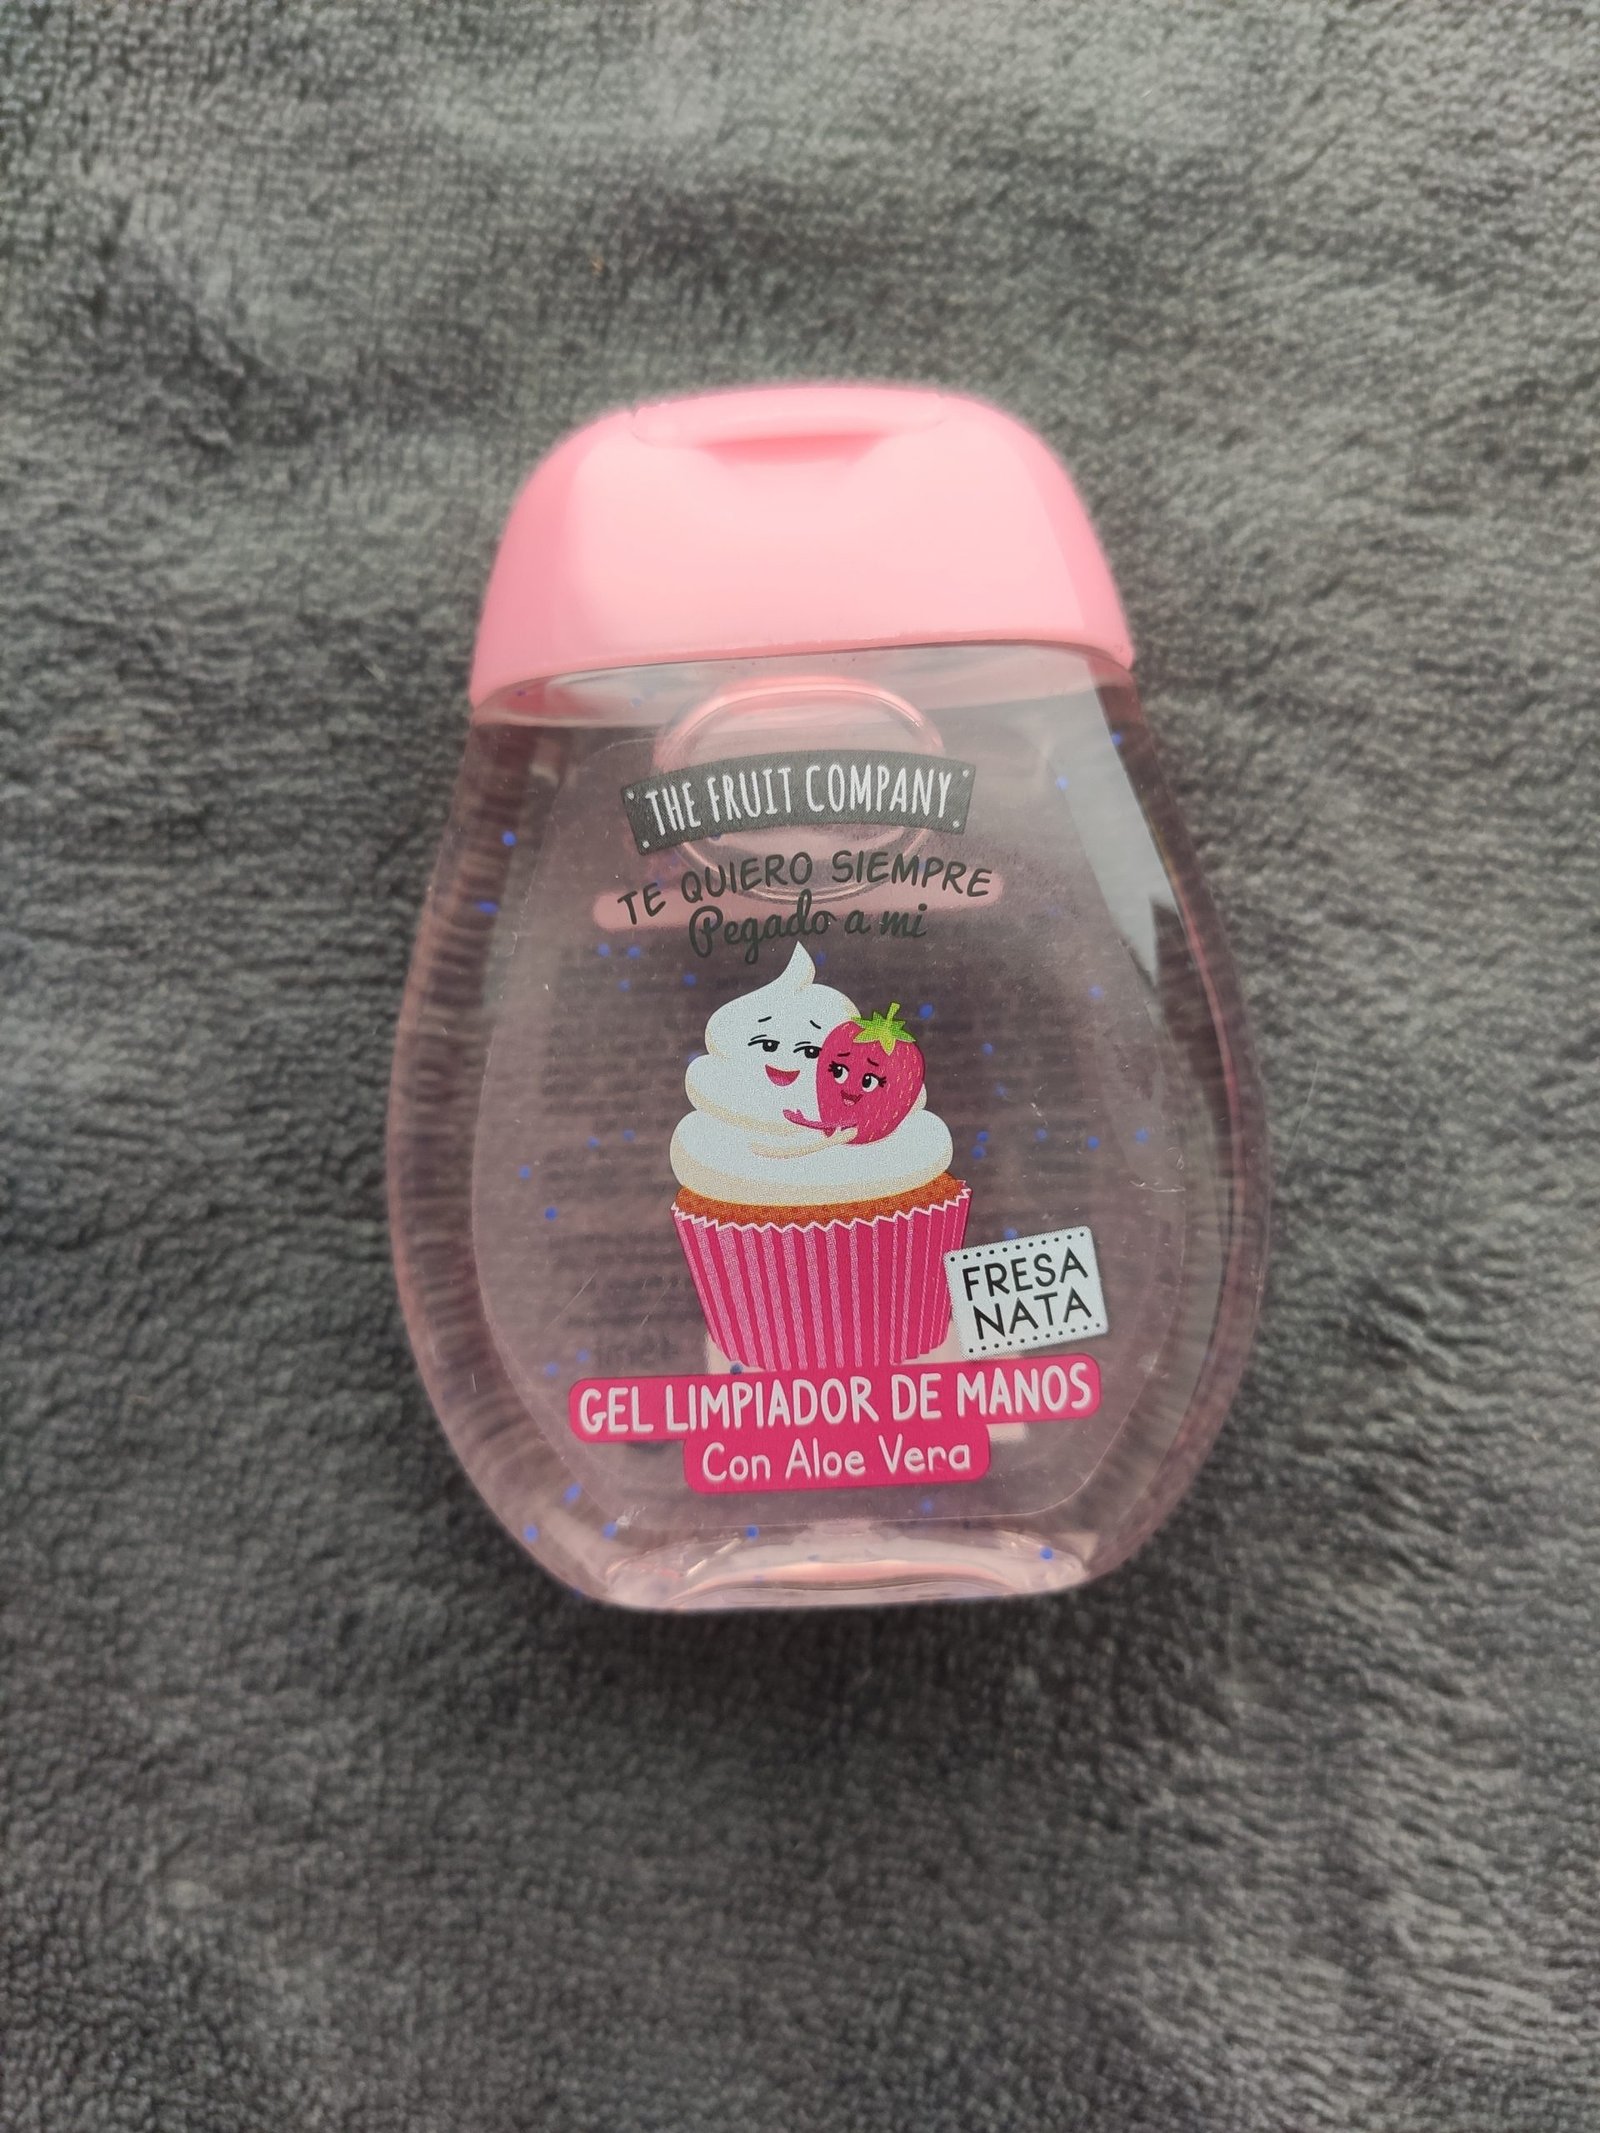 THE FRUIT COMPANY
TE QUIERO SIEMPRE
Pegado a mi
FRESA
NATA
GEL LIMPIADOR DE MANOS
Con Aloe Vera